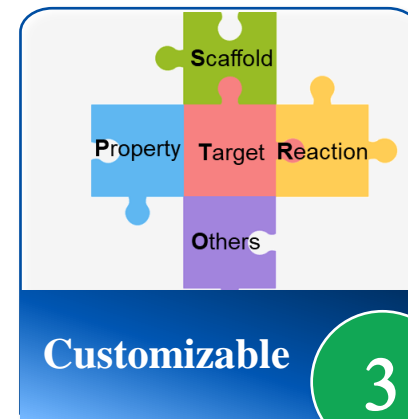 Scaffold
Property Target Reaction
Others
Customizable
3